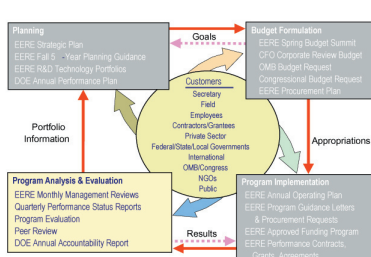 Planning
EERE Strategic Plan
EERE Fall 5 - Year Planning Guidance
EERE R&D Technology Portfolios
DOE Annual Performance Plan
Goals
Budget Formulation
EERE Spring Budget Summit
CFO Corporate Review Budget
OMB Budget Request
Congressional Budget Request
EERE Procurement Plan
Customers
Secretary
Field
Employees
Contractors/Grantees
Private Sector
Federal/State/Local Governments
International
OMB/Congress
NGOs
Public
Portfolio
Information
Appropriations
Program Analysis & Evaluation
EERE Monthly Management Reviews
Quarterly Performance Status Reports
Program Evaluation
Peer Review
DOE Annual Accountability Report
Results
Program Implementation
EERE Annual Operating Plan
EERE Program Guidance Letters
& Procurement Requests
EERE Approved Funding Program
EERE Performance Contracts,
Grants, Agreements